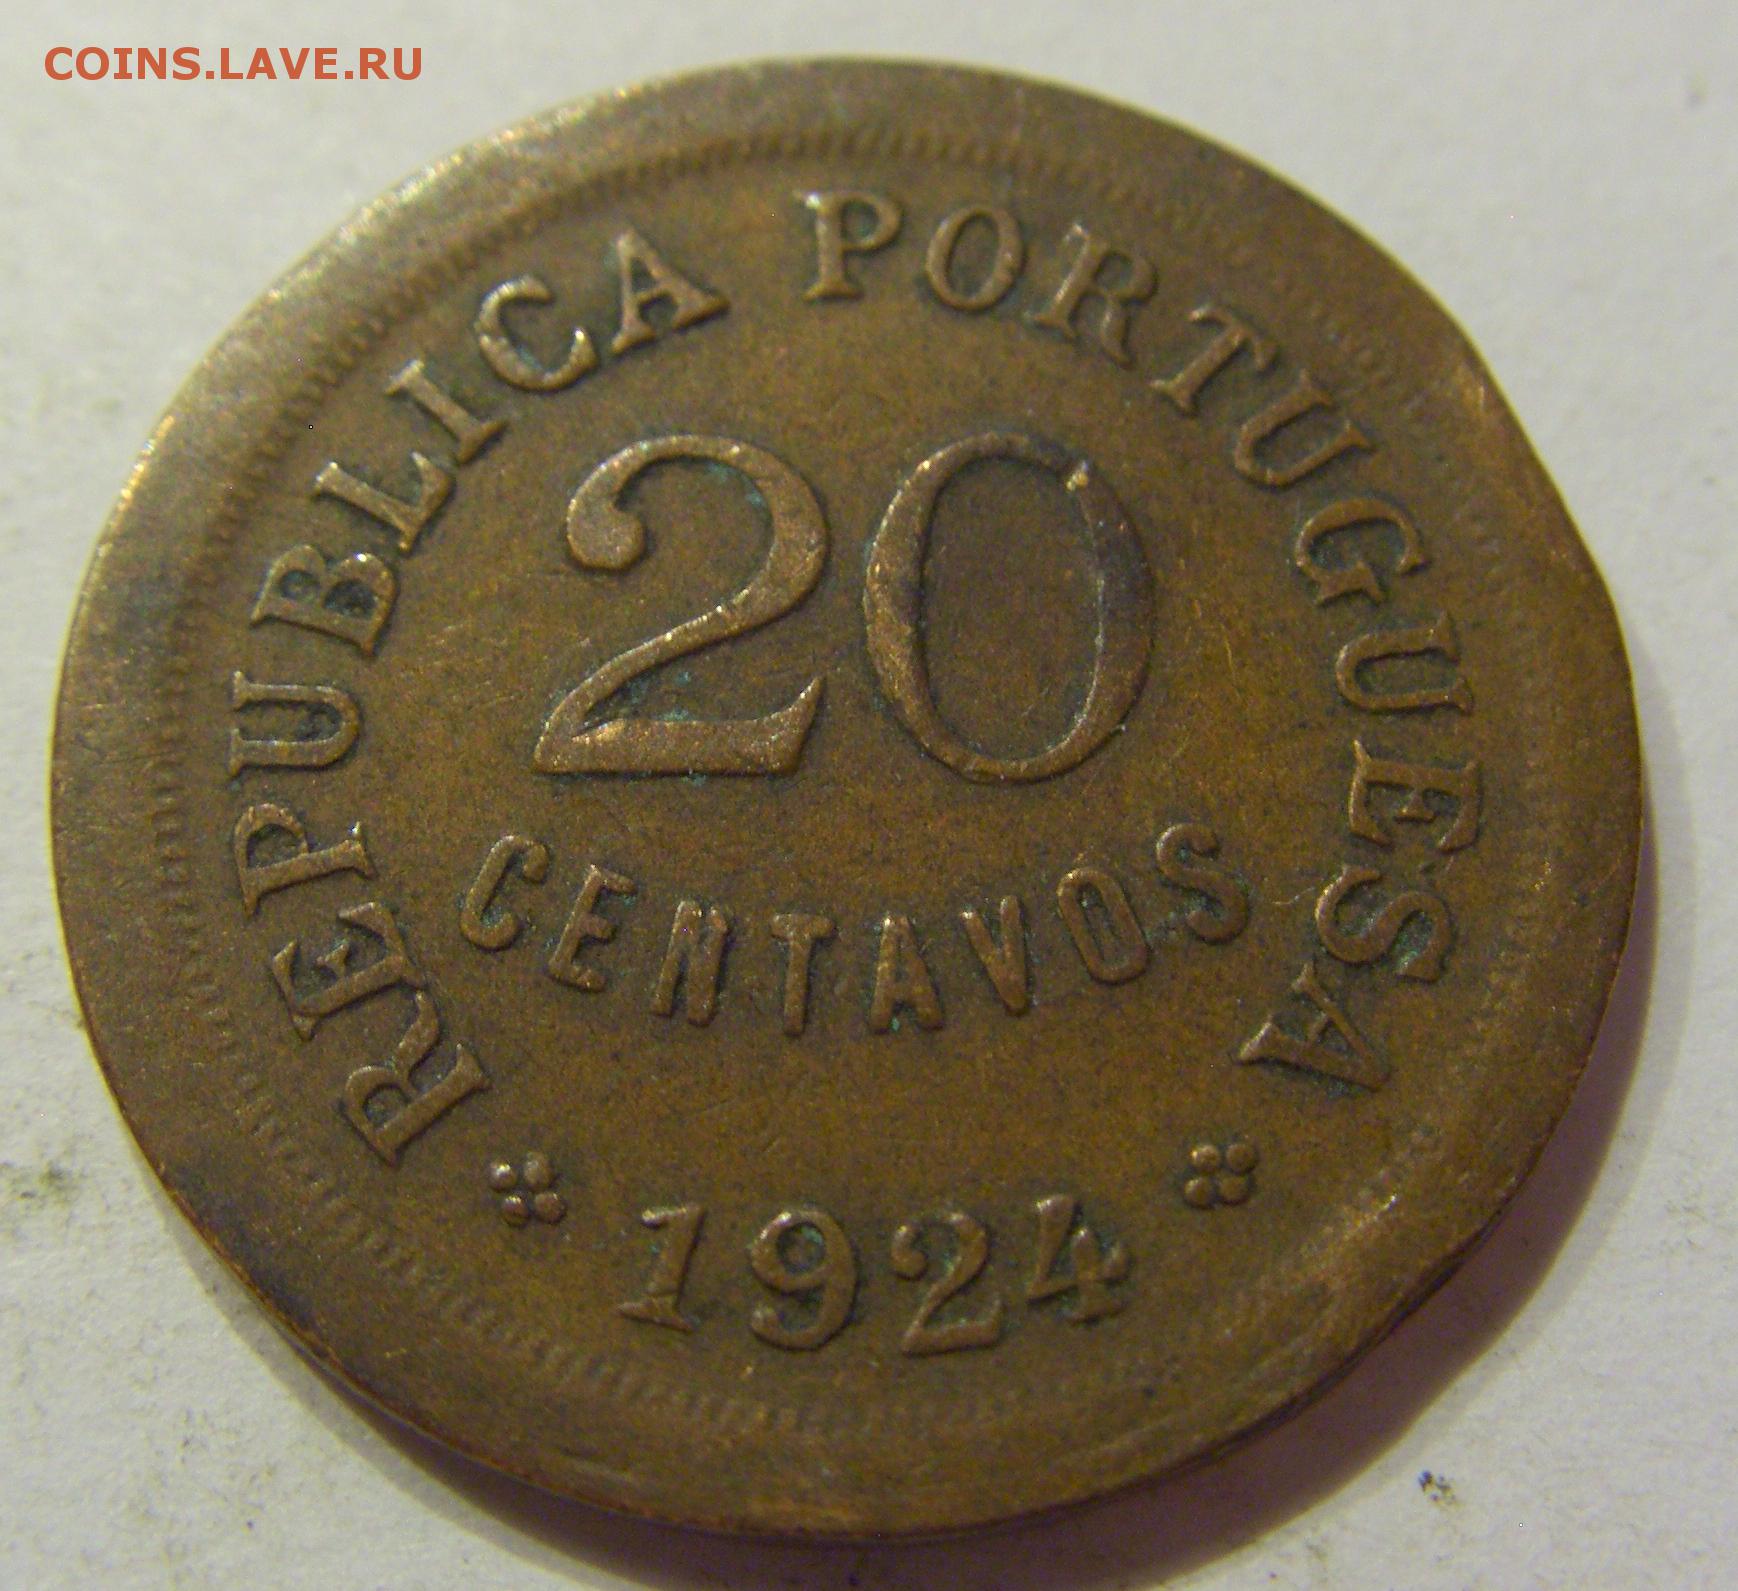 COINS.LAVE.RU
REPUBLICA PORTUGUESA
20
CENTAVOS
1924